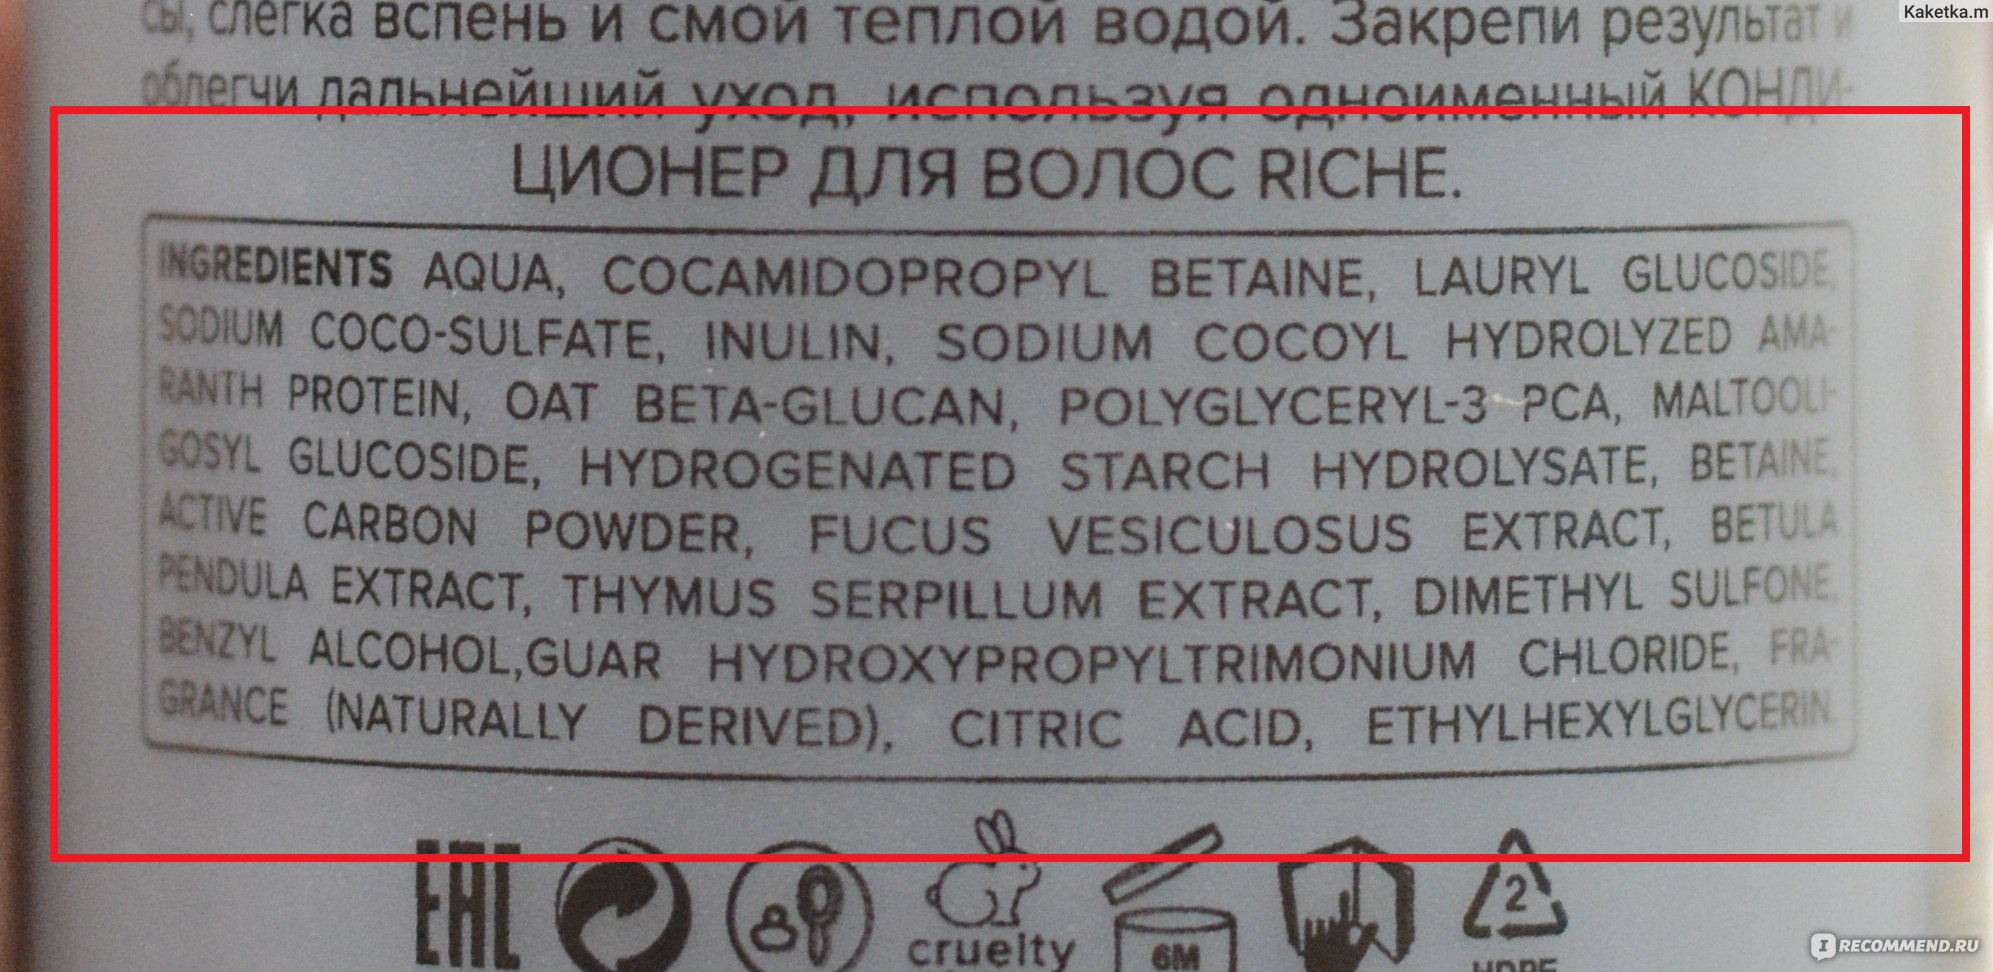 Kaketka.m
сы, слегка вспень и смой теплой водой. Закрепи результат и
облегчи дальнейший уход, используя одноименный КОНДИ-
ЦИОНЕР ДЛЯ ВОЛОС RICHE.
INGREDIENTS AQUA, COCAMIDOPROPYL BETAINE, LAURYL GLUCOSIDE,
SODIUM COCO-SULFATE, INULIN, SODIUM COCOYL HYDROLYZED AMA-
RANTH PROTEIN, OAT BETA-GLUCAN, POLYGLYCERYL-3 PCA, MALTOOLI-
GOSYL GLUCOSIDE, HYDROGENATED STARCH HYDROLYSATE, BETAINE,
ACTIVE CARBON POWDER, FUCUS VESICULOSUS EXTRACT, BETULA
PENDULA EXTRACT, THYMUS SERPILLUM EXTRACT, DIMETHYL SULFONE,
BENZYL ALCOHOL,GUAR HYDROXYPROPYLTRIMONIUM CHLORIDE, FRA-
GRANCE (NATURALLY DERIVED), CITRIC ACID, ETHYLHEXYLGLYCERIN.
EAC
cruelty
6M
2
HDPE
IRECOMMEND.RU